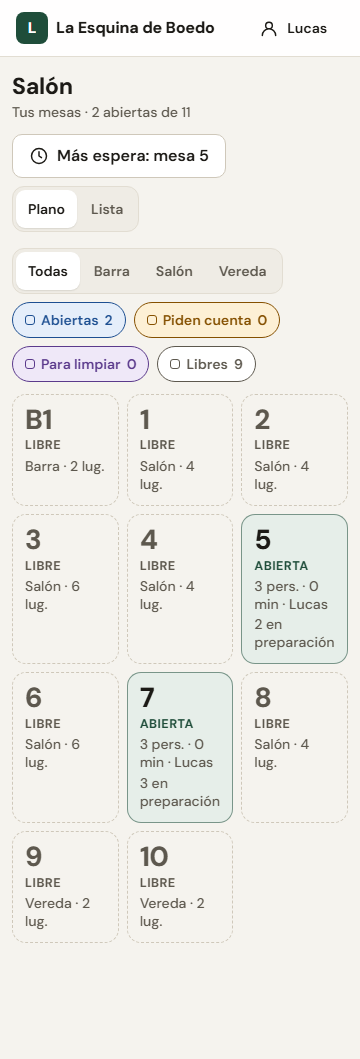 L La Esquina de Boedo Lucas
Salón
Tus mesas · 2 abiertas de 11
Más espera: mesa 5
Plano Lista
Todas Barra Salón Vereda
Abiertas 2 Piden cuenta 0
Para limpiar 0 Libres 9
B1
LIBRE
Barra · 2 lug.
1
LIBRE
Salón · 4
lug.
2
LIBRE
Salón · 4
lug.
3
LIBRE
Salón · 6
lug.
4
LIBRE
Salón · 4
lug.
5
ABIERTA
3 pers. · 0
min · Lucas
2 en
preparación
6
LIBRE
Salón · 6
lug.
7
ABIERTA
3 pers. · 0
min · Lucas
3 en
preparación
8
LIBRE
Salón · 4
lug.
9
LIBRE
Vereda · 2
lug.
10
LIBRE
Vereda · 2
lug.